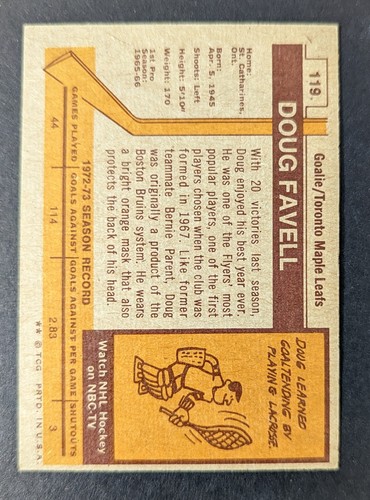 119.
Goalie/Toronto Maple Leafs
DOUG FAVELL
Home:
St. Catharines,
Ont.
Born:
Apr. 5, 1945
Shoots: Left
Height: 5'10"
Weight: 170
1st Pro
Season:
1965-66
With 20 victories last season,
Doug enjoyed his best year ever.
He was one of the Flyers' most
popular players, one of the first
players chosen when the club was
formed in 1967. Like former
teammate Bernie Parent, Doug
was originally a product of the
Boston Bruins system. He wears
a bright orange mask that also
protects the back of his head.
DOUG LEARNED
GOALTENDING BY
PLAYING LACROSSE.
Watch NHL Hockey
on NBC-TV
1972-73 SEASON RECORD
GAMES PLAYED GOALS AGAINST GOALS AGAINST PER GAME SHUTOUTS
44 114 2.83 3
** © TCG PRTD. IN U.S.A.